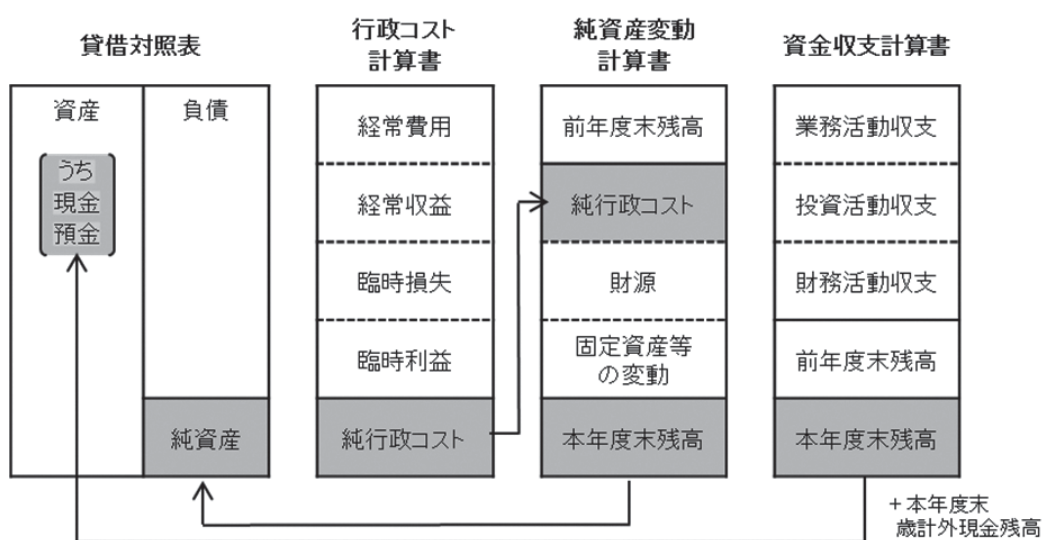 貸借対照表
資産
負債
うち
現金
預金
純資産
行政コスト
計算書
経常費用
経常収益
臨時損失
臨時利益
純行政コスト
純資産変動
計算書
前年度末残高
純行政コスト
財源
固定資産等
の変動
本年度末残高
資金収支計算書
業務活動収支
投資活動収支
財務活動収支
前年度末残高
本年度末残高
+本年度末
歳計外現金残高